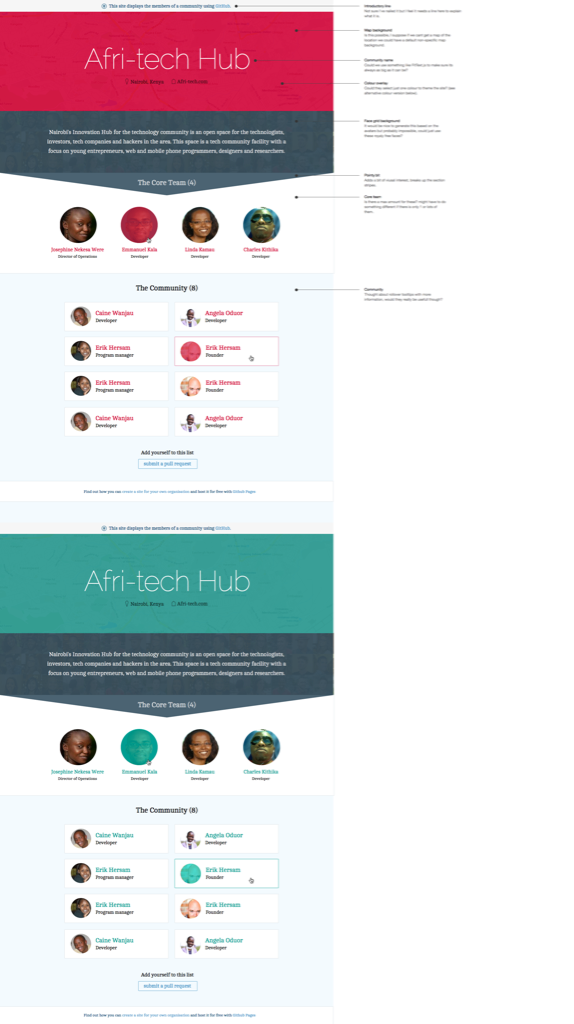 This site displays the members of a community using GitHub.
Afri-tech Hub
Nairobi, Kenya
Afri-tech.com
Nairobi's Innovation Hub for the technology community is an open space for the technologists,
investors, tech companies and hackers in the area. This space is a tech community facility with a
focus on young entrepreneurs, web and mobile phone programmers, designers and researchers.
The Core Team (4)
Josephine Nekesa Were
Director of Operations
Emmanuel Kala
Developer
Linda Kamau
Developer
Charles Kithika
Developer
The Community (8)
Caine Wanjau
Developer
Angela Oduor
Developer
Erik Hersam
Program manager
Erik Hersam
Founder
Erik Hersam
Program manager
Erik Hersam
Founder
Caine Wanjau
Developer
Angela Oduor
Developer
Add yourself to this list
submit a pull request
Find out how you can create a site for your own organisation and host it for free with GitHub Pages
Introductory line
Map background
Community name
Colour overlay
Face grid background
Pointy bit
Core team
Community
This site displays the members of a community using GitHub.
Afri-tech Hub
Nairobi, Kenya
Afri-tech.com
Nairobi's Innovation Hub for the technology community is an open space for the technologists,
investors, tech companies and hackers in the area. This space is a tech community facility with a
focus on young entrepreneurs, web and mobile phone programmers, designers and researchers.
The Core Team (4)
Josephine Nekesa Were
Director of Operations
Emmanuel Kala
Developer
Linda Kamau
Developer
Charles Kithika
Developer
The Community (8)
Caine Wanjau
Developer
Angela Oduor
Developer
Erik Hersam
Program manager
Erik Hersam
Founder
Erik Hersam
Program manager
Erik Hersam
Founder
Caine Wanjau
Developer
Angela Oduor
Developer
Add yourself to this list
submit a pull request
Find out how you can create a site for your own organisation and host it for free with GitHub Pages